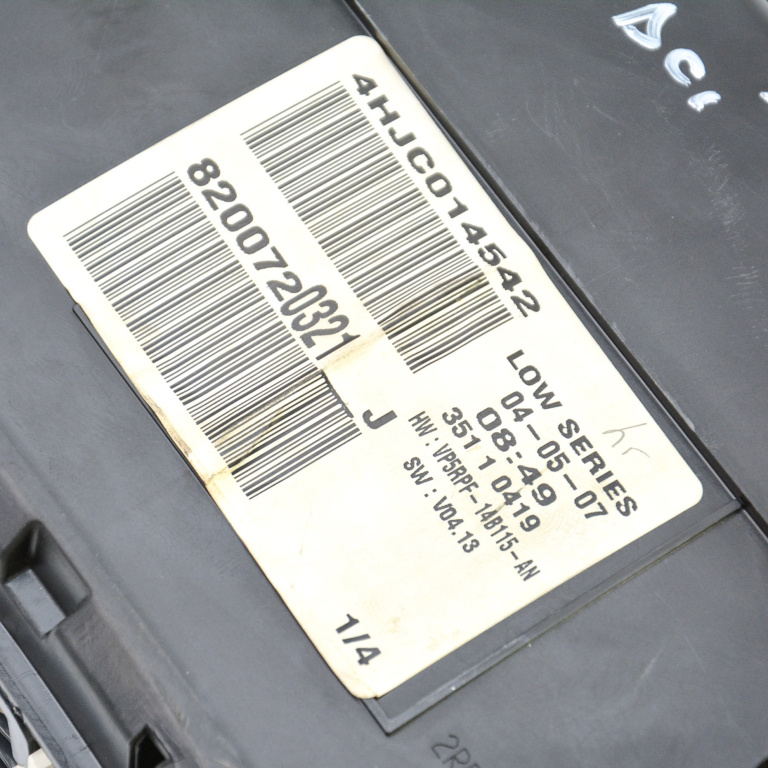 4HJC014542
8200720321 J
LOW SERIES
04-05-07
08:49
351 1 0419
HW : VP5RPF-14B115-AN
SW : V04.13
1/4
DCI